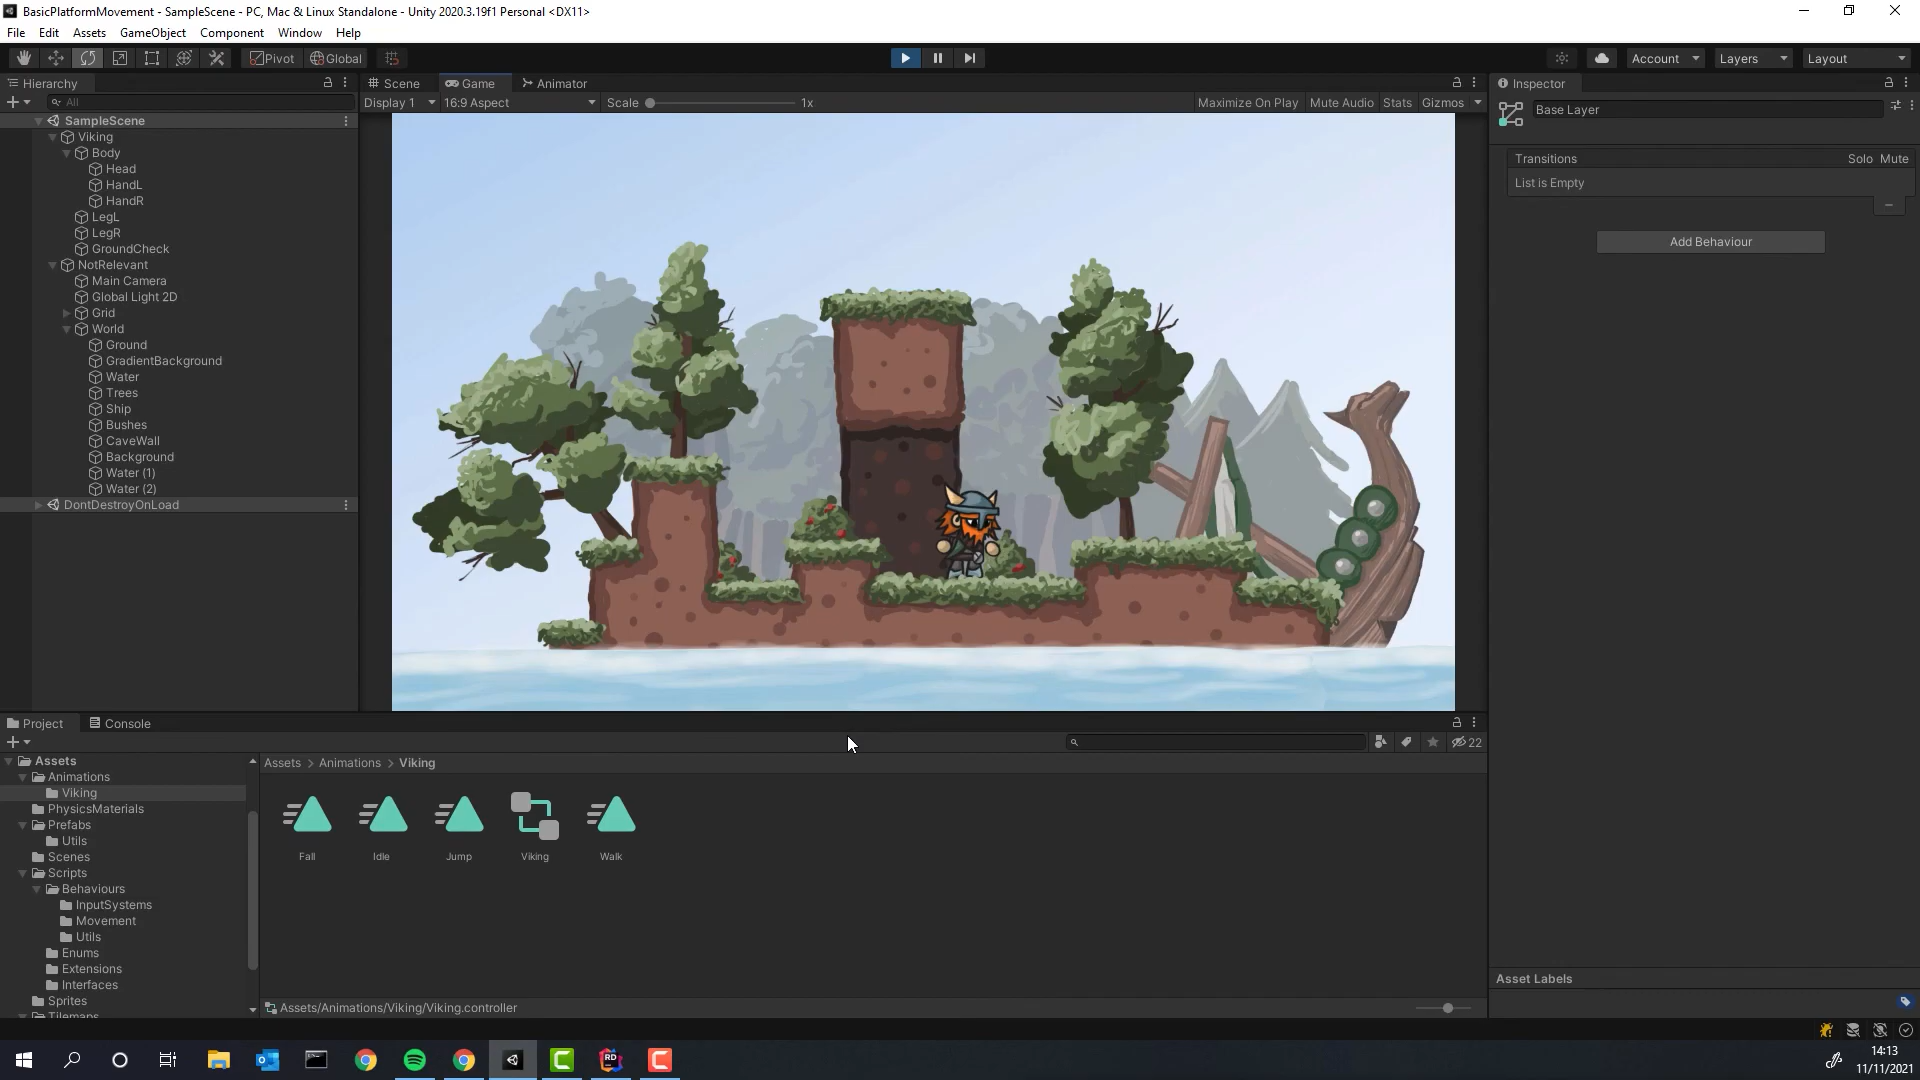 BasicPlatformMovement - SampleScene - PC, Mac & Linux Standalone - Unity 2020.3.19f1 Personal <DX11>
File Edit Assets GameObject Component Window Help
Pivot Global Account Layers Layout
Hierarchy
All
SampleScene
Viking
Body
Head
HandL
HandR
LegL
LegR
GroundCheck
NotRelevant
Main Camera
Global Light 2D
Grid
World
Ground
GradientBackground
Water
Trees
Ship
Bushes
CaveWall
Background
Water (1)
Water (2)
DontDestroyOnLoad
Scene Game Animator
Display 1 16:9 Aspect Scale 1x Maximize On Play Mute Audio Stats Gizmos
Inspector
Base Layer
Transitions Solo Mute
List is Empty
Add Behaviour
Asset Labels
Project Console
22
Assets
Animations
Viking
PhysicsMaterials
Prefabs
Utils
Scenes
Scripts
Behaviours
InputSystems
Movement
Utils
Enums
Extensions
Interfaces
Sprites
Tilemaps
Assets > Animations > Viking
Fall Idle Jump Viking Walk
Assets/Animations/Viking/Viking.controller
RD
14:13
11/11/2021